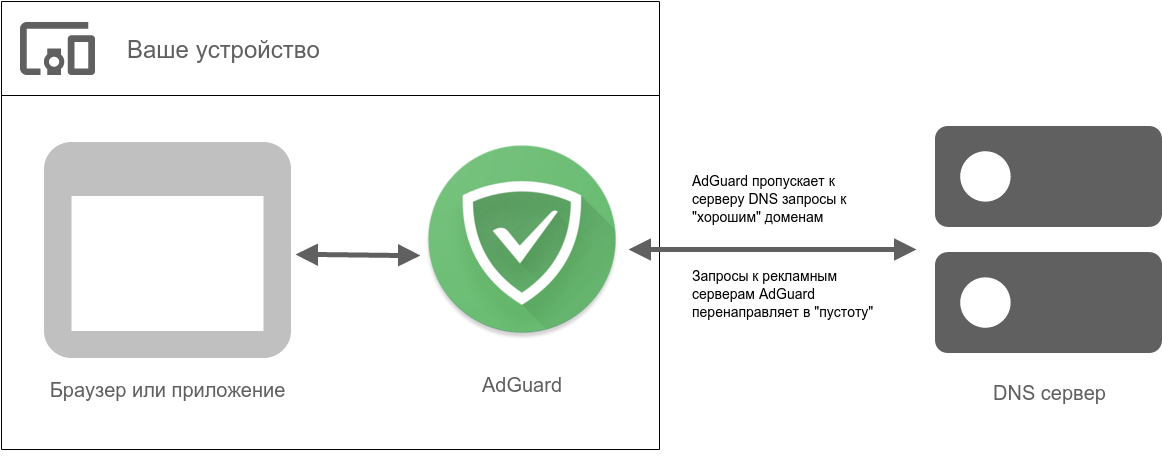 Ваше устройство
AdGuard пропускает к
серверу DNS запросы к
"хорошим" доменам
Запросы к рекламным
серверам AdGuard
перенаправляет в "пустоту"
Браузер или приложение
AdGuard
DNS сервер